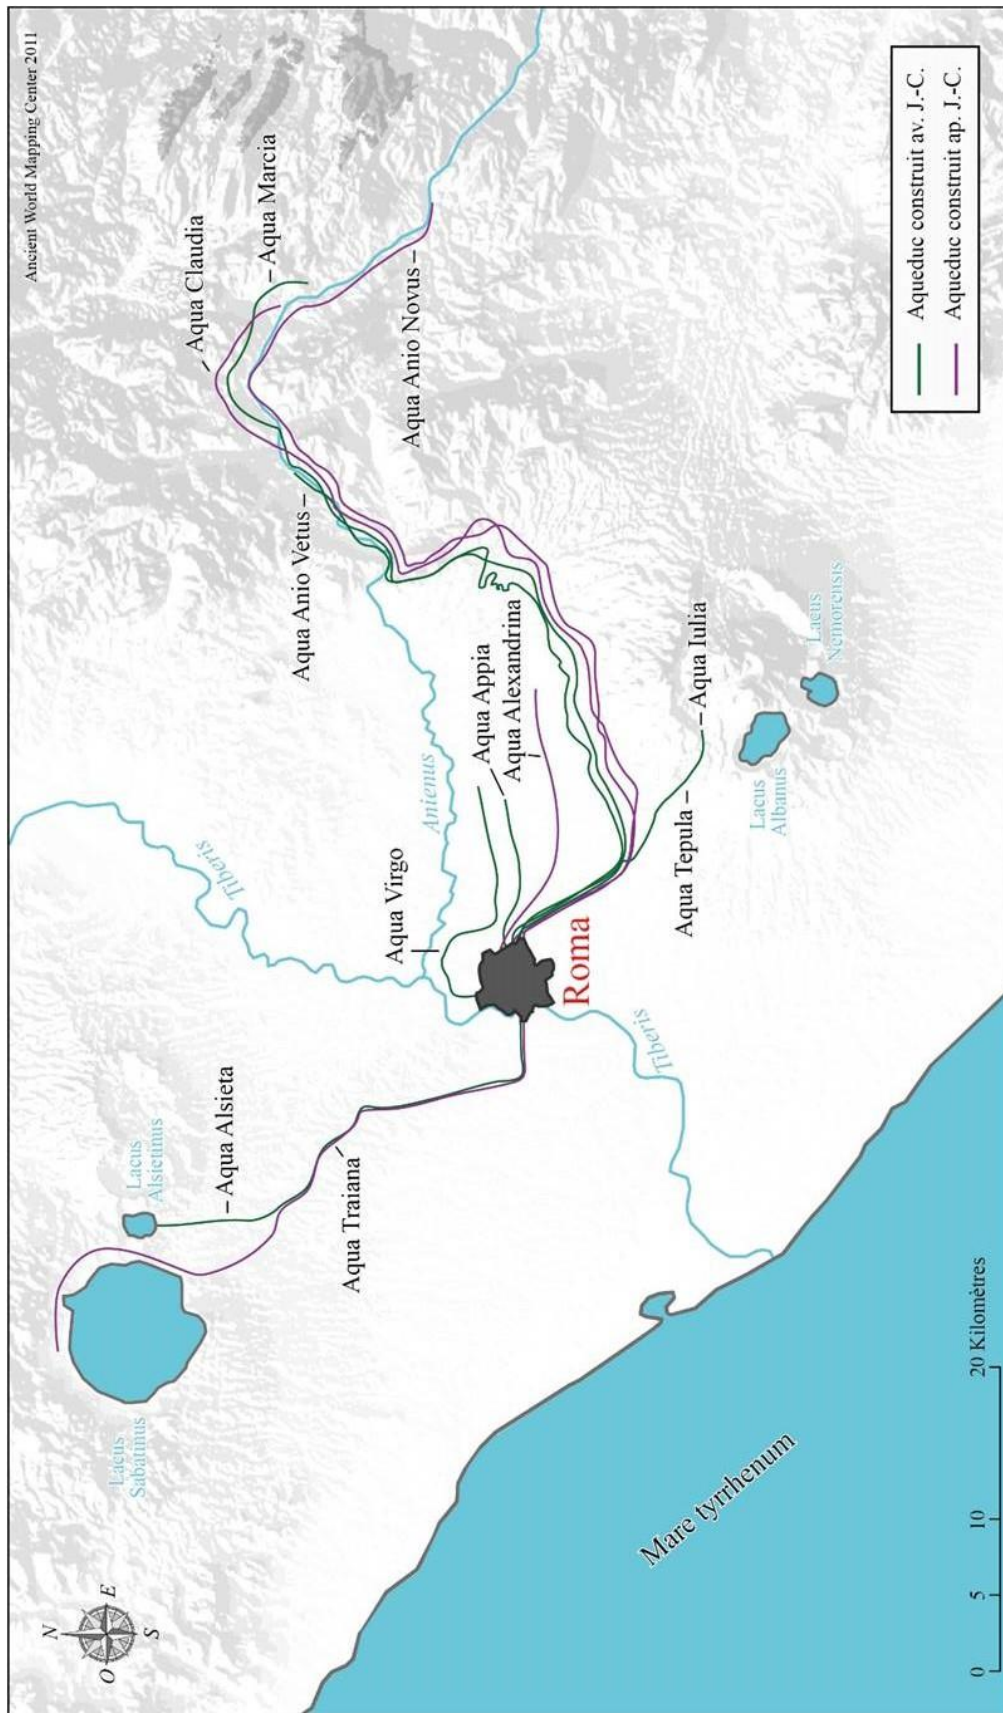 Ancient World Mapping Center 2011
N
O
E
S
Lacus
Sabatinus
Lacus
Alsietinus
Aqua Alsieta
Aqua Traiana
Tiberis
Aqua Virgo
Anienus
Aqua Claudia
Aqua Marcia
Aqua Anio Vetus
Aqua Anio Novus
Aqua Appia
Aqua Alexandrina
Roma
Tiberis
Aqua Tepula
Aqua Iulia
Lacus
Albanus
Lacus
Nemorensis
Mare tyrrhenum
0
5
10
20 Kilomètres
Aqueduc construit av. J.-C.
Aqueduc construit ap. J.-C.